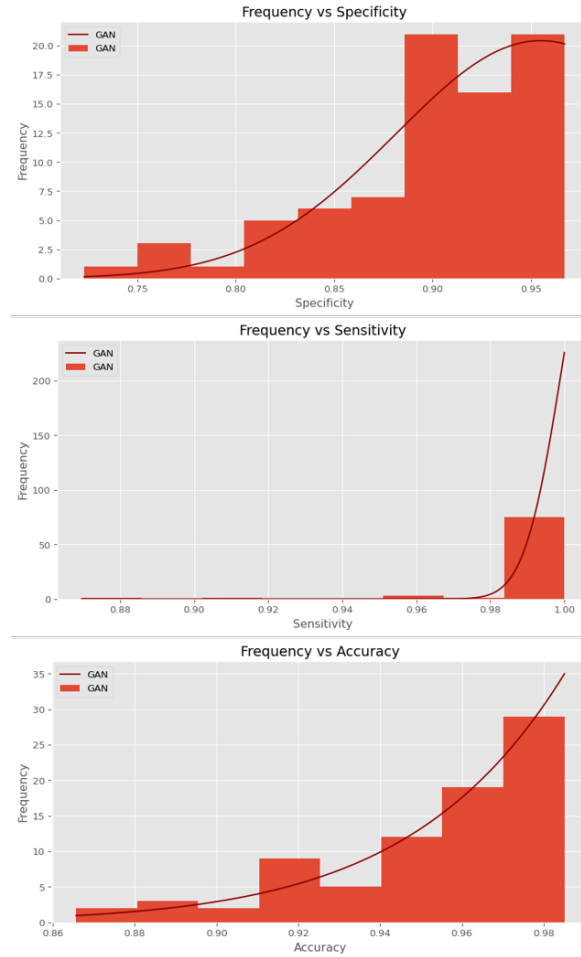 Frequency vs Specificity
GAN
GAN
Frequency
20.0
17.5
15.0
12.5
10.0
7.5
5.0
2.5
0.0
0.75 0.80 0.85 0.90 0.95
Specificity
Frequency vs Sensitivity
GAN
GAN
Frequency
200
150
100
50
0
0.88 0.90 0.92 0.94 0.96 0.98 1.00
Sensitivity
Frequency vs Accuracy
GAN
GAN
Frequency
35
30
25
20
15
10
5
0
0.86 0.88 0.90 0.92 0.94 0.96 0.98
Accuracy